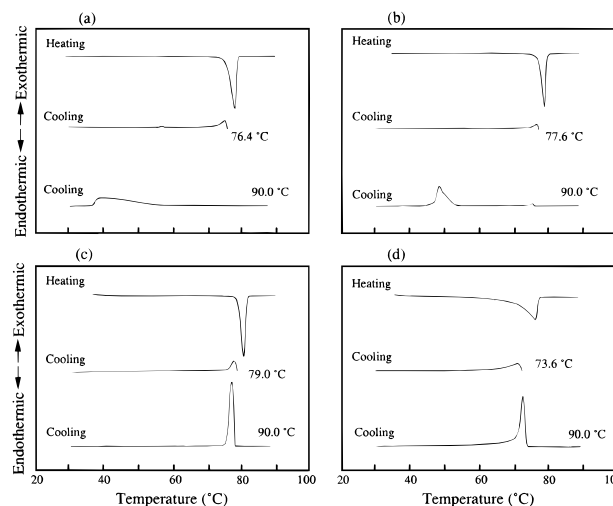 (a)
(b)
Heating
Cooling
76.4 °C
Cooling
90.0 °C
Heating
Cooling
77.6 °C
Cooling
90.0 °C
Endothermic ←→ Exothermic
(c)
(d)
Heating
Cooling
79.0 °C
Cooling
90.0 °C
Heating
Cooling
73.6 °C
Cooling
90.0 °C
Endothermic ←→ Exothermic
20 40 60 80 100
20 40 60 80 100
Temperature (°C)
Temperature (°C)